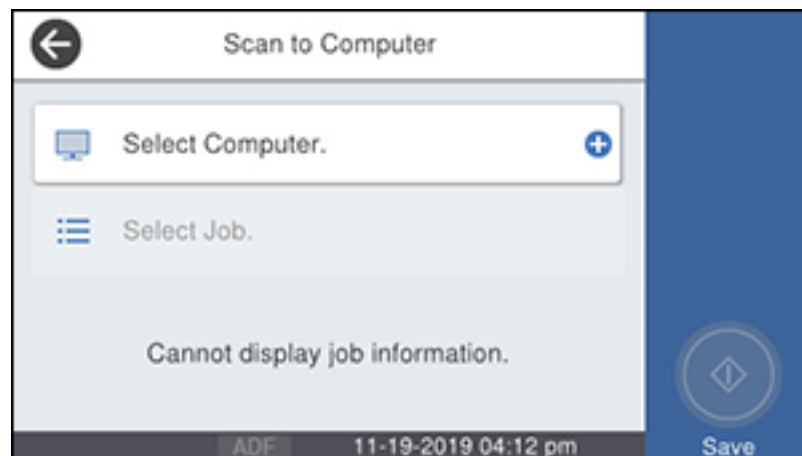 Scan to Computer
Select Computer.
Select Job.
Cannot display job information.
ADF 11-19-2019 04:12 pm
Save